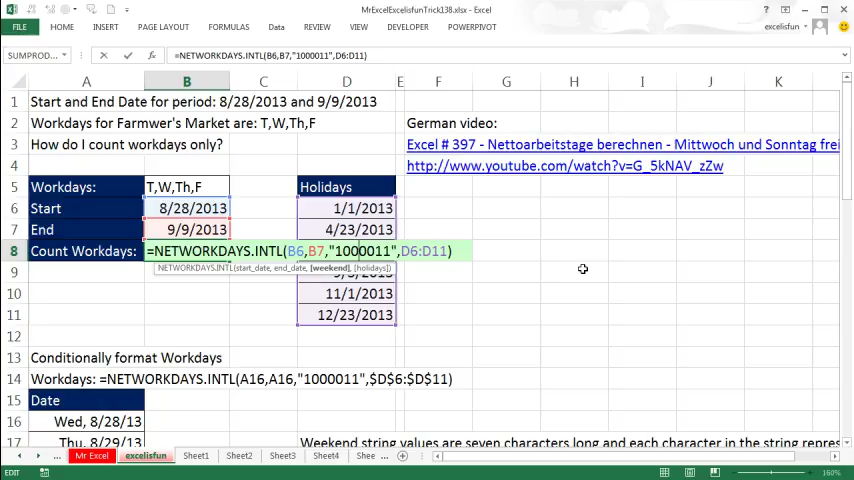 MrExcelExcelisfunTrick138.xlsx - Excel
FILE HOME INSERT PAGE LAYOUT FORMULAS Data REVIEW VIEW DEVELOPER POWERPIVOT excelisfun
SUMPROD... =NETWORKDAYS.INTL(B6,B7,"1000011",D6:D11)
A B C D E F G H I J K
1 Start and End Date for period: 8/28/2013 and 9/9/2013
2 Workdays for Farmwer's Market are: T,W,Th,F German video:
3 How do I count workdays only? Excel # 397 - Nettoarbeitstage berechnen - Mittwoch und Sonntag frei
4 http://www.youtube.com/watch?v=G_5kNAV_zZw
5 Workdays: T,W,Th,F Holidays
6 Start 8/28/2013 1/1/2013
7 End 9/9/2013 4/23/2013
8 Count Workdays: =NETWORKDAYS.INTL(B6,B7,"1000011",D6:D11)
NETWORKDAYS.INTL(start_date, end_date, [weekend], [holidays])
9
10 11/1/2013
11 12/23/2013
12
13 Conditionally format Workdays
14 Workdays: =NETWORKDAYS.INTL(A16,A16,"1000011",$D$6:$D$11)
15 Date
16 Wed, 8/28/13
17 Thu, 8/29/13 Weekend string values are seven characters long and each character in the string repres
... Mr Excel excelisfun Sheet1 Sheet2 Sheet3 Sheet4 Shee ...
EDIT 160%